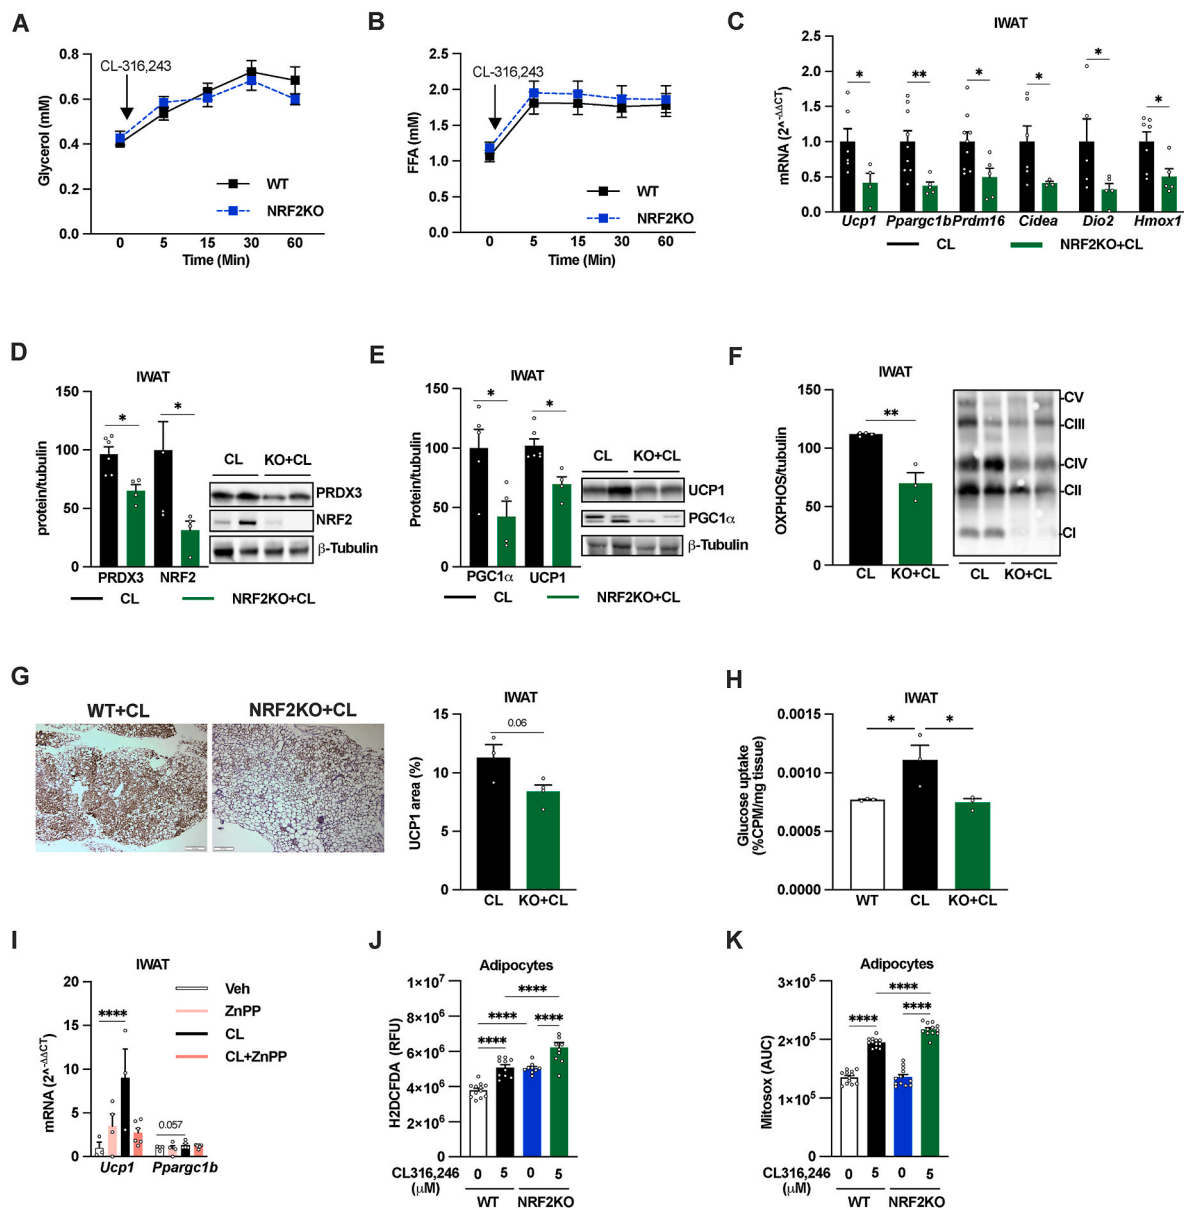 A
CL-316,243
Glycerol (mM)
0.8
0.6
0.4
0.2
0.0
WT
NRF2KO
0 5 15 30 60
Time (Min)
B
CL-316,243
FFA (mM)
2.5
2.0
1.5
1.0
0.5
0.0
WT
NRF2KO
0 5 15 30 60
Time (Min)
C
IWAT
mRNA (2^-ΔΔCT)
2.5
2.0
1.5
1.0
0.5
0.0
* ** * * * *
Ucp1 Ppargc1b Prdm16 Cidea Dio2 Hmox1
CL NRF2KO+CL
D
IWAT
protein/tubulin
150
100
50
0
* *
PRDX3 NRF2
CL NRF2KO+CL
CL KO+CL
PRDX3
NRF2
β-Tubulin
E
IWAT
Protein/tubulin
150
100
50
0
* *
PGC1α UCP1
CL NRF2KO+CL
CL KO+CL
UCP1
PGC1α
β-Tubulin
F
IWAT
OXPHOS/tubulin
150
100
50
0
**
CL KO+CL
-CV
-CIII
CIV
-CII
-CI
CL KO+CL
G
WT+CL NRF2KO+CL
IWAT
UCP1 area (%)
15
10
5
0
0.06
CL KO+CL
H
IWAT
Glucose uptake
(%CPM/mg tissue)
0.0015
0.0010
0.0005
0.0000
* *
WT CL KO+CL
I
IWAT
mRNA (2^-ΔΔCT)
20
15
10
5
0
****
0.057
Veh
ZnPP
CL
CL+ZnPP
Ucp1 Ppargc1b
J
Adipocytes
H2DCFDA (RFU)
1×10⁷
8×10⁶
6×10⁶
4×10⁶
2×10⁶
0
****
****
**** ****
CL316,246
(μM)
0 5 0 5
WT NRF2KO
K
Adipocytes
Mitosox (AUC)
3×10⁵
2×10⁵
1×10⁵
0
****
**** ****
CL316,246
(μM)
0 5 0 5
WT NRF2KO